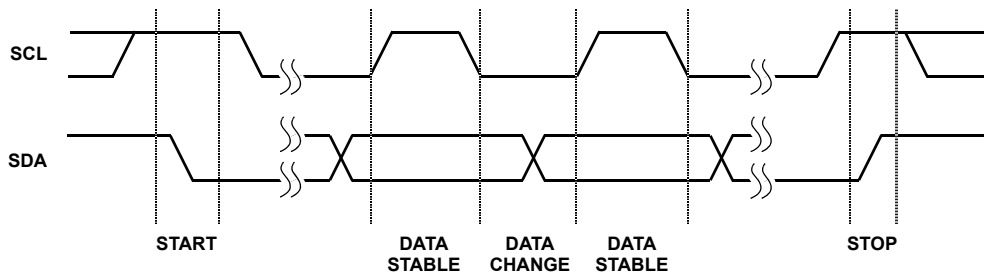 SCL
SDA
START
DATA
STABLE
DATA
CHANGE
DATA
STABLE
STOP